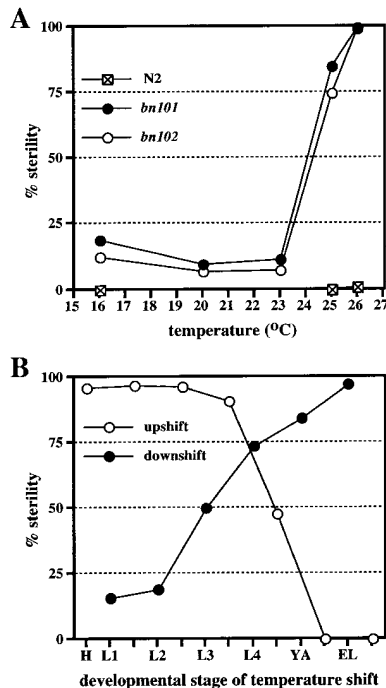 A
100
N2
bn101
bn102
75
50
25
0
% sterility
15 16 17 18 19 20 21 22 23 24 25 26 27
temperature (°C)
B
100
75
upshift
downshift
50
25
0
% sterility
H L1 L2 L3 L4 YA EL
developmental stage of temperature shift